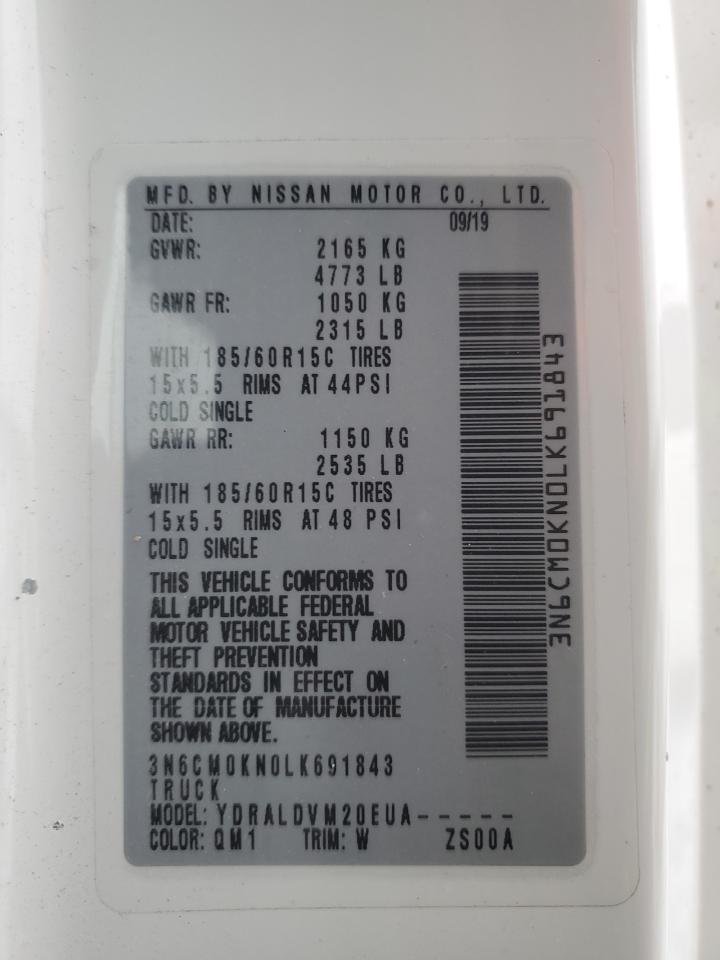 MFD. BY NISSAN MOTOR CO., LTD.
DATE: 09/19
GVWR: 2165 KG
4773 LB
GAWR FR: 1050 KG
2315 LB
WITH 185/60R15C TIRES
15x5.5 RIMS AT 44PSI
COLD SINGLE
GAWR RR: 1150 KG
2535 LB
WITH 185/60R15C TIRES
15x5.5 RIMS AT 48 PSI
COLD SINGLE
THIS VEHICLE CONFORMS TO
ALL APPLICABLE FEDERAL
MOTOR VEHICLE SAFETY AND
THEFT PREVENTION
STANDARDS IN EFFECT ON
THE DATE OF MANUFACTURE
SHOWN ABOVE.
3N6CM0KN0LK691843
TRUCK
MODEL: YDRALDVM20EUA-----
COLOR: QM1 TRIM: W ZS00A
3N6CM0KN0LK691843